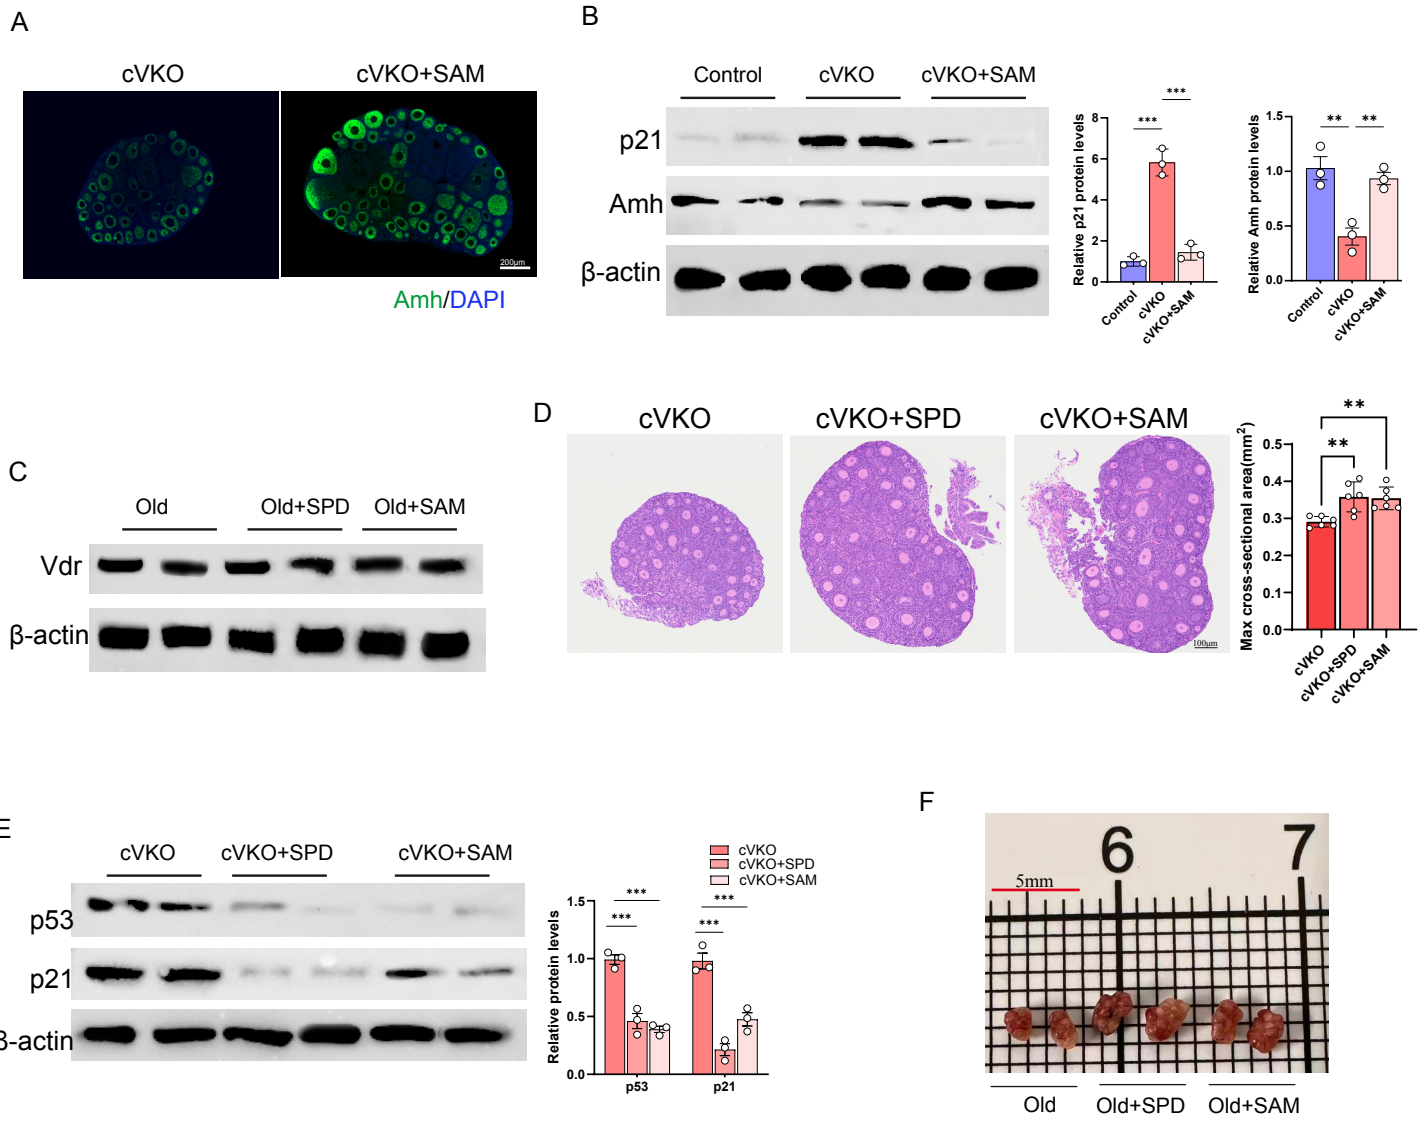 A
cVKO
cVKO+SAM
200μm
Amh/DAPI
B
Control
cVKO
cVKO+SAM
p21
Amh
β-actin
Relative p21 protein levels
8
6
4
2
0
***
***
Control
cVKO
cVKO+SAM
Relative Amh protein levels
1.5
1.0
0.5
0.0
**
**
Control
cVKO
cVKO+SAM
C
Old
Old+SPD
Old+SAM
Vdr
β-actin
D
cVKO
cVKO+SPD
cVKO+SAM
100μm
Max cross-sectional area(mm²)
0.5
0.4
0.3
0.2
0.1
0.0
**
**
cVKO
cVKO+SPD
cVKO+SAM
E
cVKO
cVKO+SPD
cVKO+SAM
p53
p21
β-actin
cVKO
cVKO+SPD
cVKO+SAM
Relative protein levels
1.5
1.0
0.5
0.0
***
***
***
***
p53
p21
F
6
7
5mm
Old
Old+SPD
Old+SAM